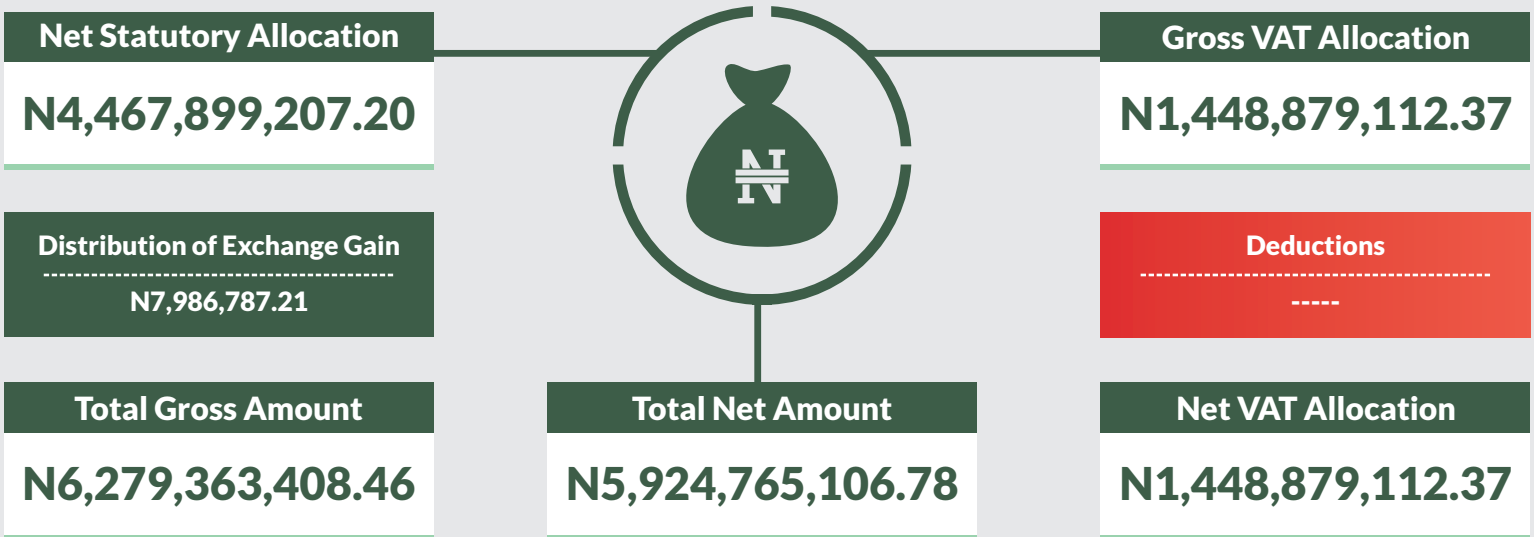 Net Statutory Allocation
N4,467,899,207.20
Gross VAT Allocation
N1,448,879,112.37
₦
Distribution of Exchange Gain
N7,986,787.21
Deductions
-----
Total Gross Amount
N6,279,363,408.46
Total Net Amount
N5,924,765,106.78
Net VAT Allocation
N1,448,879,112.37